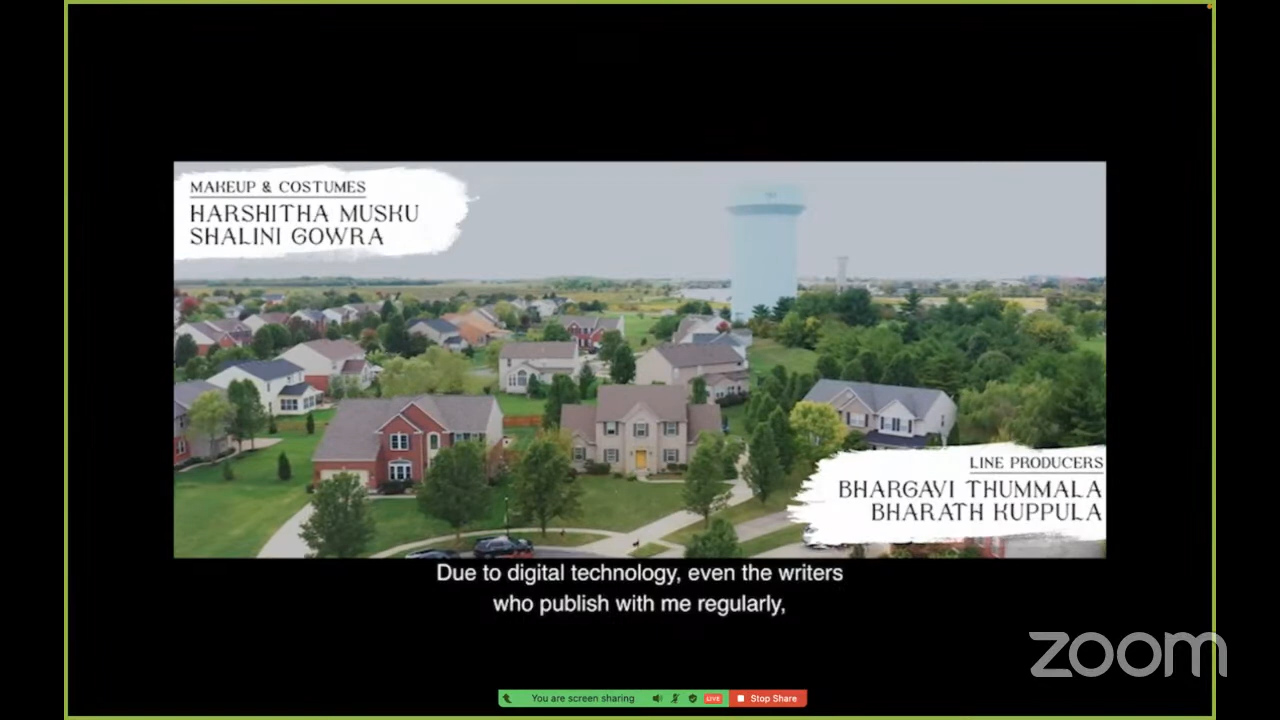 MAKEUP & COSTUMES
HARSHITHA MUSKU
SHALINI GOWRA
LINE PRODUCERS
BHARGAVI THUMMALA
BHARATH KUPPULA
Due to digital technology, even the writers
who publish with me regularly,
zoom
You are screen sharing LIVE Stop Share